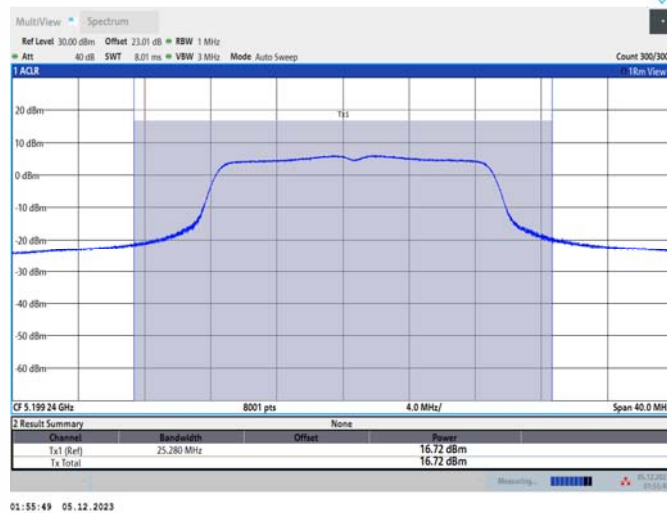 MultiView Spectrum
Ref Level 30.00 dBm Offset 23.01 dB RBW 1 MHz
Att 40 dB SWT 8.01 ms VBW 3 MHz Mode Auto Sweep Count 300/300
1 ACLR 1Rm View
Tx1
20 dBm
10 dBm
0 dBm
-10 dBm
-20 dBm
-30 dBm
-40 dBm
-50 dBm
-60 dBm
CF 5.199 24 GHz 8001 pts 4.0 MHz/ Span 40.0 MH
2 Result Summary None
Channel Bandwidth Offset Power
Tx1 (Ref) 25.280 MHz 16.72 dBm
Tx Total 16.72 dBm
Measuring...
01:55:49 05.12.2023